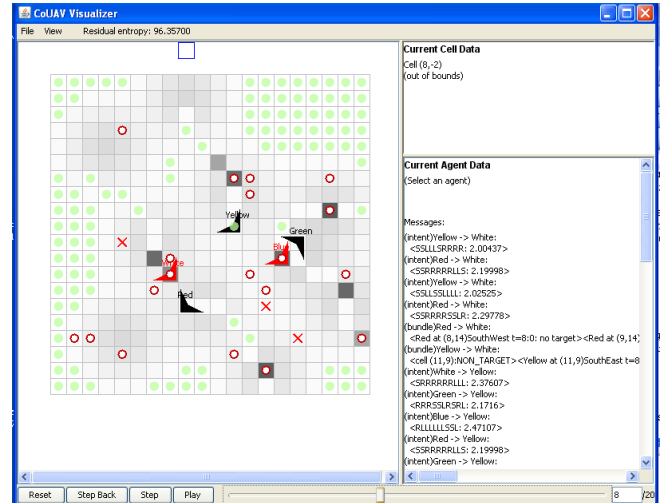 CoUAV Visualizer
File View Residual entropy: 96.35700
Current Cell Data
Cell (8,-2)
(out of bounds)
Current Agent Data
(Select an agent)
Messages:
(intent)Yellow -> White:
<SSLLLSRRRR: 2.00437>
(intent)Red -> White:
<SSRRRRRLLS: 2.19998>
(intent)Yellow -> White:
<SSLLSSLLLL: 2.02525>
(intent)Red -> White:
<SSRRRRSSLR: 2.29778>
(bundle)Red -> White:
<Red at (8,14)SouthWest t=8:0: no target><Red at (9,14)
(bundle)Yellow -> White:
<cell (11,9):NON_TARGET><Yellow at (11,9)SouthEast t=8
(intent)White -> Yellow:
<SRRRRRRLLL: 2.37607>
(intent)Green -> Yellow:
<RRRSSLRSRL: 2.1716>
(intent)Blue -> Yellow:
<RLLLLLLSSL: 2.47107>
(intent)Red -> Yellow:
<SSRRRRRLLS: 2.19998>
(intent)Green -> Yellow:
Yellow
Green
Blue
White
Red
Reset Step Back Step Play 8 /20